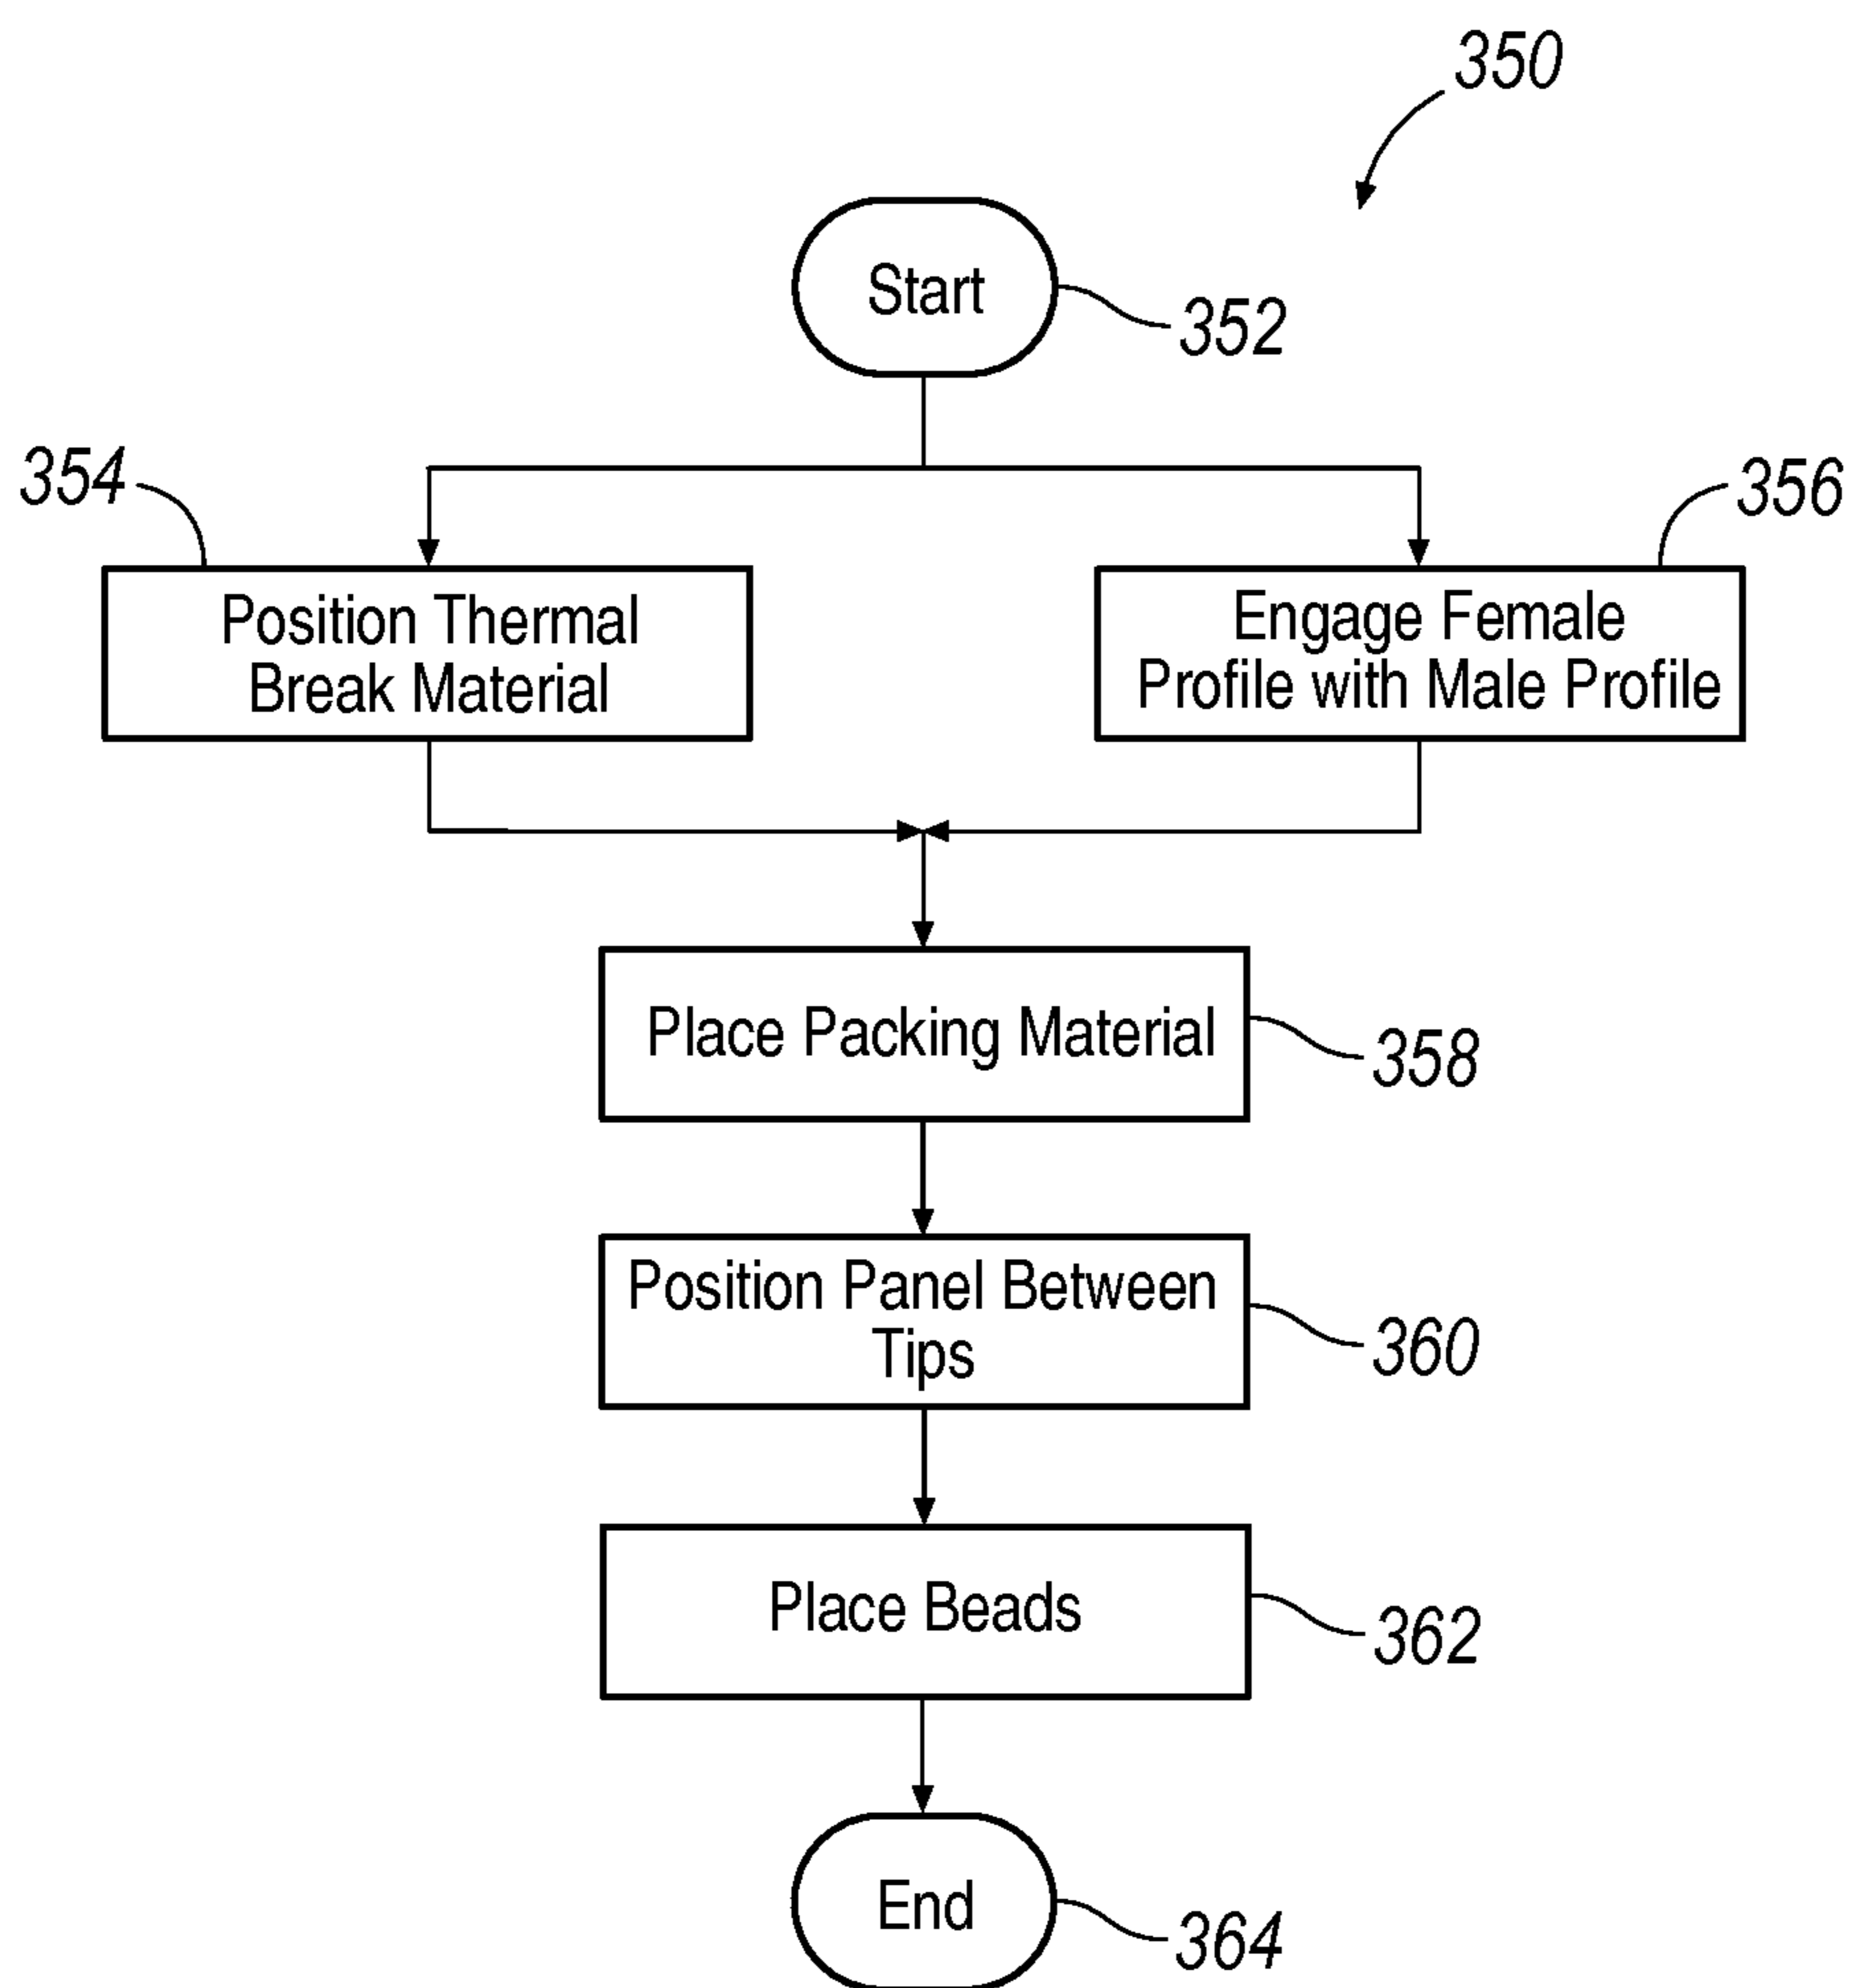 350
Start
352
354
356
Position Thermal
Break Material
Engage Female
Profile with Male Profile
Place Packing Material
358
Position Panel Between
Tips
360
Place Beads
362
End
364